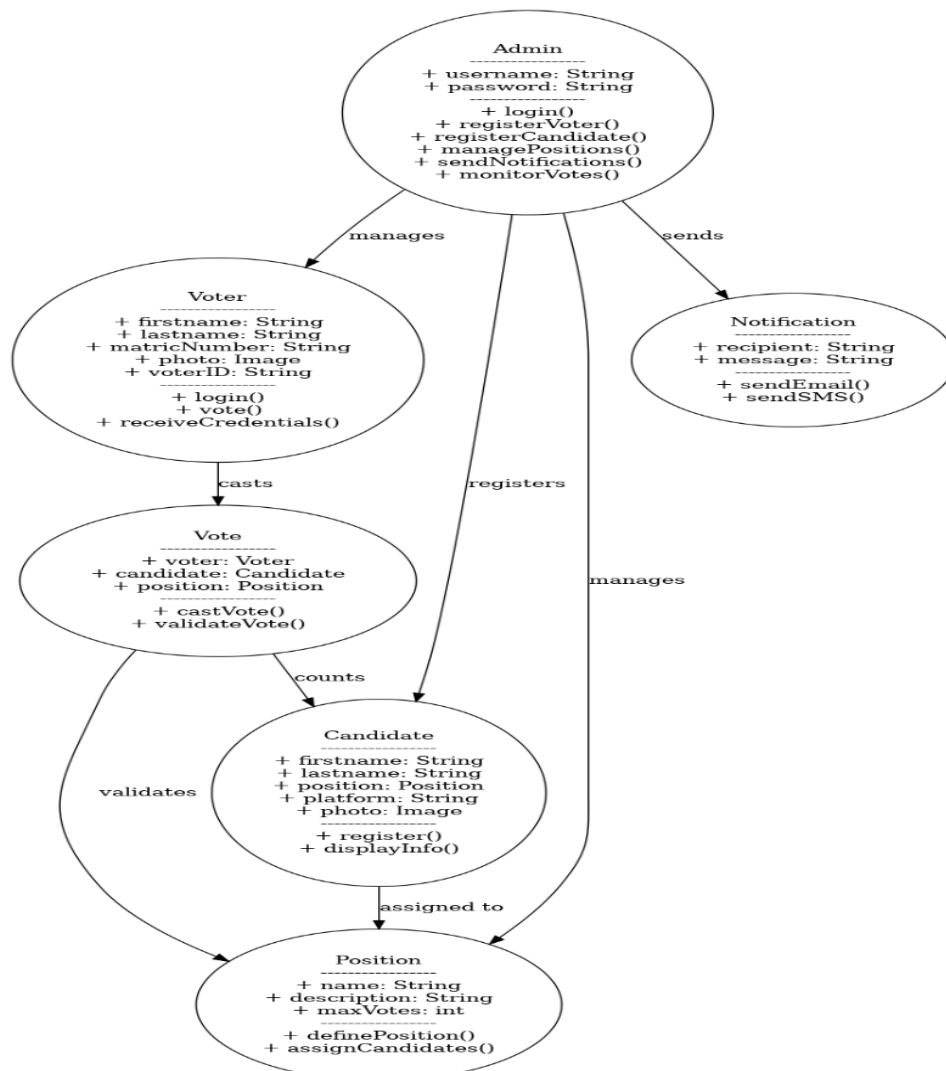 Admin
------------------
+ username: String
+ password: String
------------------
+ login()
+ registerVoter()
+ registerCandidate()
+ managePositions()
+ sendNotifications()
+ monitorVotes()
manages
sends
Voter
------------------
+ firstname: String
+ lastname: String
+ matricNumber: String
+ photo: Image
+ voterID: String
------------------
+ login()
+ vote()
+ receiveCredentials()
Notification
------------------
+ recipient: String
+ message: String
------------------
+ sendEmail()
+ sendSMS()
casts
registers
Vote
------------------
+ voter: Voter
+ candidate: Candidate
+ position: Position
------------------
+ castVote()
+ validateVote()
manages
counts
validates
Candidate
------------------
+ firstname: String
+ lastname: String
+ position: Position
+ platform: String
+ photo: Image
------------------
+ register()
+ displayInfo()
assigned to
Position
------------------
+ name: String
+ description: String
+ maxVotes: int
------------------
+ definePosition()
+ assignCandidates()